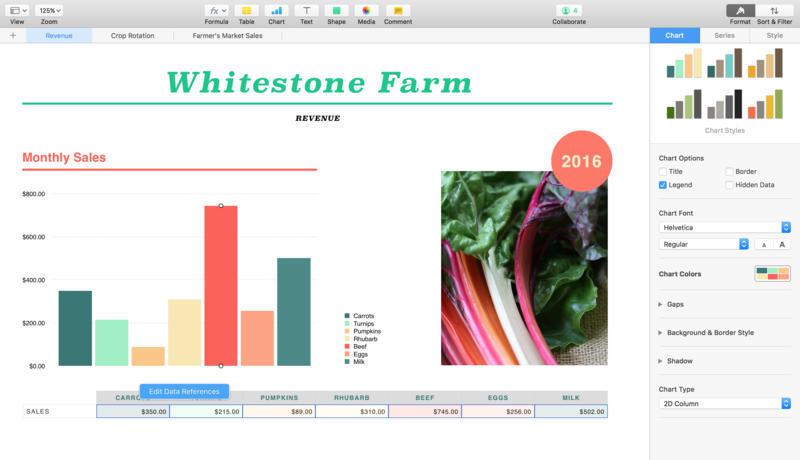 125%
View Zoom Formula Table Chart Text Shape Media Comment Collaborate Format Sort & Filter
4
Revenue Crop Rotation Farmer's Market Sales
Whitestone Farm
REVENUE
2016
Monthly Sales
$800.00
$600.00
$400.00
$200.00
$0.00
Carrots
Turnips
Pumpkins
Rhubarb
Beef
Eggs
Milk
Edit Data References
PUMPKINS RHUBARB BEEF EGGS MILK
SALES $350.00 $215.00 $89.00 $310.00 $745.00 $256.00 $502.00
Chart Series Style
Chart Styles
Chart Options
Title Border
Legend Hidden Data
Chart Font
Helvetica
Regular A A
Chart Colors
Gaps
Background & Border Style
Shadow
Chart Type
2D Column